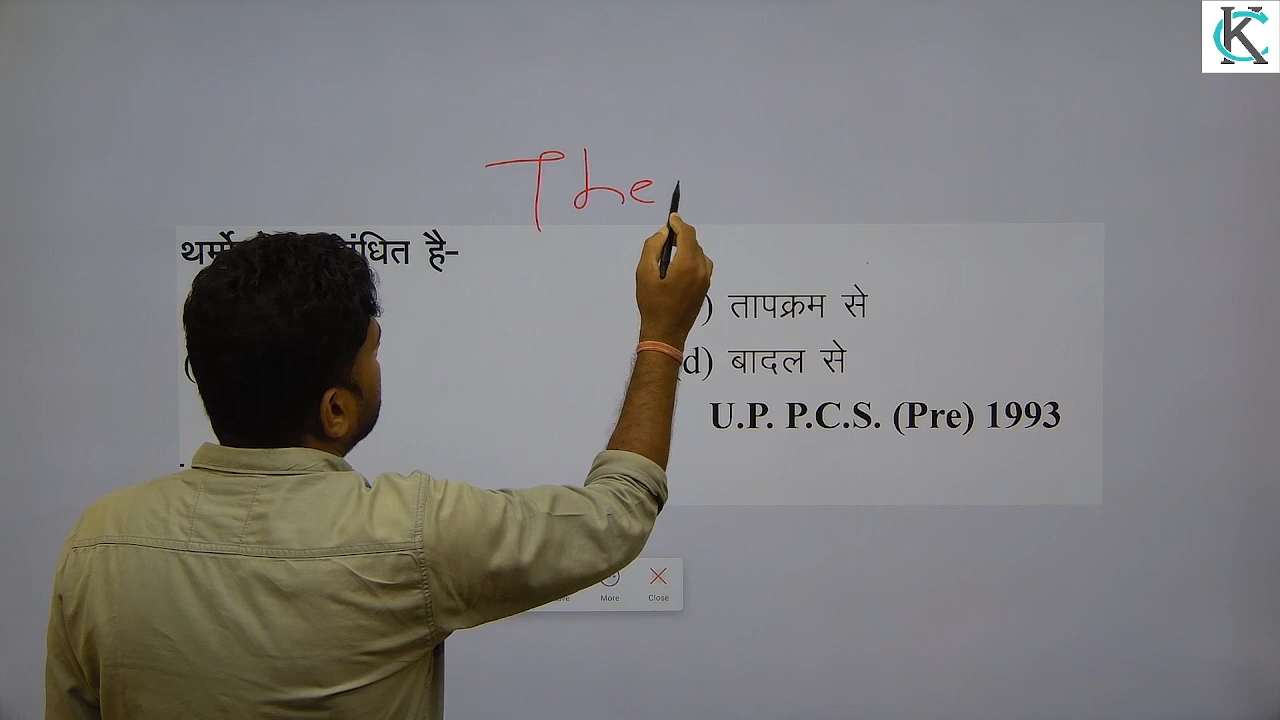 The
थर्मो
है-
तापक्रम से
(d) बादल से
U.P. P.C.S. (Pre) 1993
More
Close